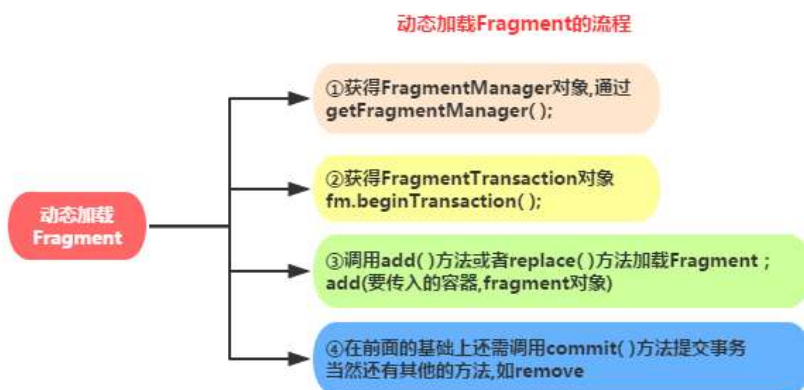 动态加载Fragment的流程
①获得FragmentManager对象,通过
getFragmentManager( );
②获得FragmentTransaction对象
fm.beginTransaction( );
动态加载
Fragment
③调用add( )方法或者replace( )方法加载Fragment；
add(要传入的容器,fragment对象)
④在前面的基础上还需调用commit( )方法提交事务
当然还有其他的方法,如remove